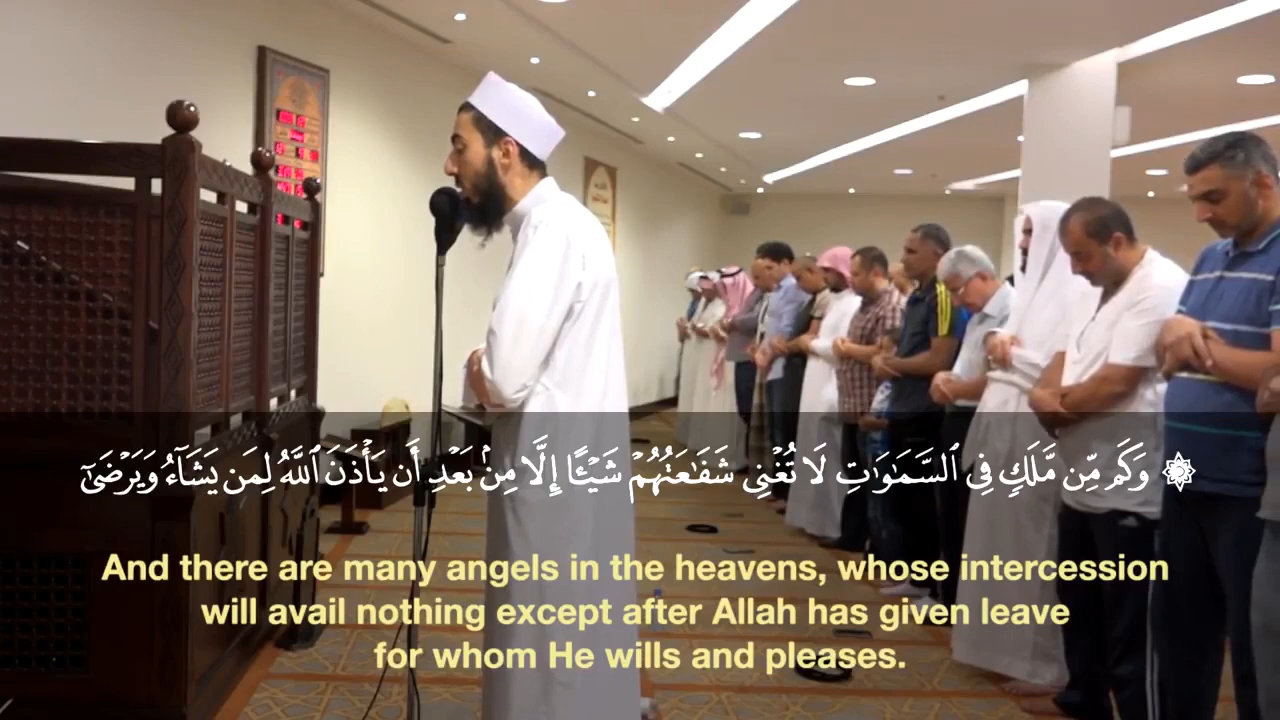 ۞ وَكَم مِّن مَّلَكٍ فِى ٱلسَّمَـٰوَٰتِ لَا تُغْنِى شَفَـٰعَتُهُمْ شَيْـًٔا إِلَّا مِنۢ بَعْدِ أَن يَأْذَنَ ٱللَّهُ لِمَن يَشَآءُ وَيَرْضَىٰٓ
And there are many angels in the heavens, whose intercession
will avail nothing except after Allah has given leave
for whom He wills and pleases.